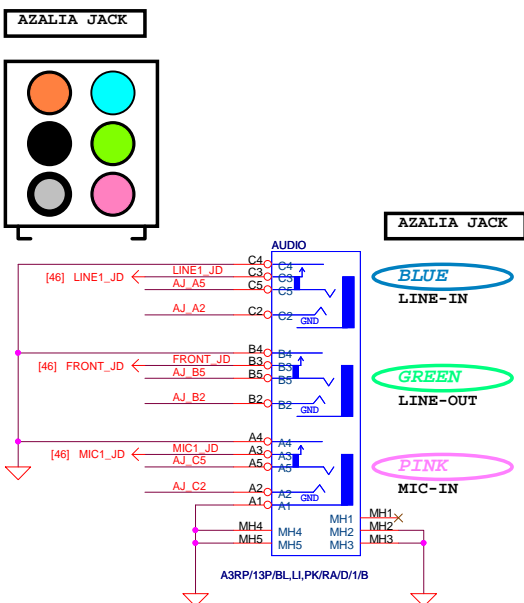 AZALIA JACK
AZALIA JACK
AUDIO
C4 C4
[46] LINE1_JD LINE1_JD C3 C3
AJ_A5 C5 C5
BLUE
LINE-IN
AJ_A2 C2 C2
GND
B4 B4
[46] FRONT_JD FRONT_JD B3 B3
AJ_B5 B5 B5
GREEN
LINE-OUT
AJ_B2 B2 B2
GND
A4 A4
[46] MIC1_JD MIC1_JD A3 A3
AJ_C5 A5 A5
PINK
MIC-IN
AJ_C2 A2 A2
GND
A1 A1
MH1 MH1
MH4 MH4 MH2 MH2
MH5 MH5 MH3 MH3
A3RP/13P/BL,LI,PK/RA/D/1/B